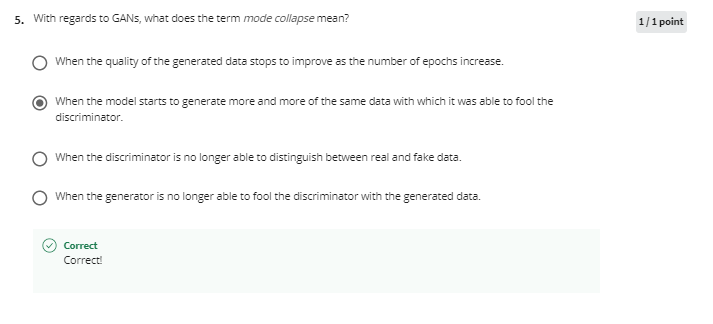 5. With regards to GANs, what does the term mode collapse mean?
1 / 1 point
When the quality of the generated data stops to improve as the number of epochs increase.
When the model starts to generate more and more of the same data with which it was able to fool the
discriminator.
When the discriminator is no longer able to distinguish between real and fake data.
When the generator is no longer able to fool the discriminator with the generated data.
Correct
Correct!